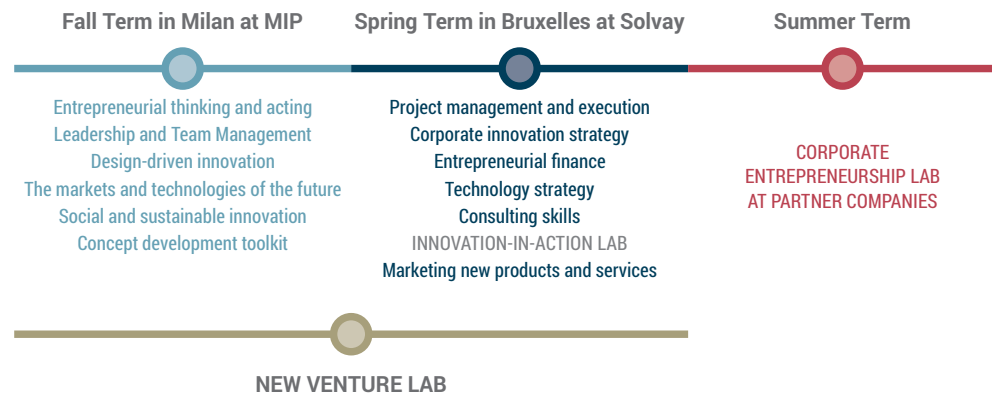 Fall Term in Milan at MIP
Entrepreneurial thinking and acting
Leadership and Team Management
Design-driven innovation
The markets and technologies of the future
Social and sustainable innovation
Concept development toolkit
Spring Term in Bruxelles at Solvay
Project management and execution
Corporate innovation strategy
Entrepreneurial finance
Technology strategy
Consulting skills
INNOVATION-IN-ACTION LAB
Marketing new products and services
Summer Term
CORPORATE
ENTREPRENEURSHIP LAB
AT PARTNER COMPANIES
NEW VENTURE LAB